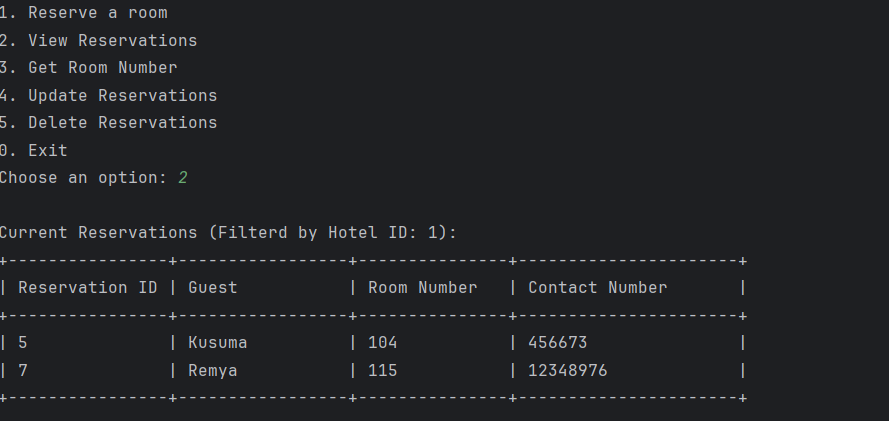 1. Reserve a room
2. View Reservations
3. Get Room Number
4. Update Reservations
5. Delete Reservations
0. Exit
Choose an option: 2
Current Reservations (Filterd by Hotel ID: 1):
+----------------+-----------------+---------------+----------------------+
| Reservation ID | Guest           | Room Number   | Contact Number       |
+----------------+-----------------+---------------+----------------------+
| 5              | Kusuma          | 104           | 456673               |
| 7              | Remya           | 115           | 12348976             |
+----------------+-----------------+---------------+----------------------+